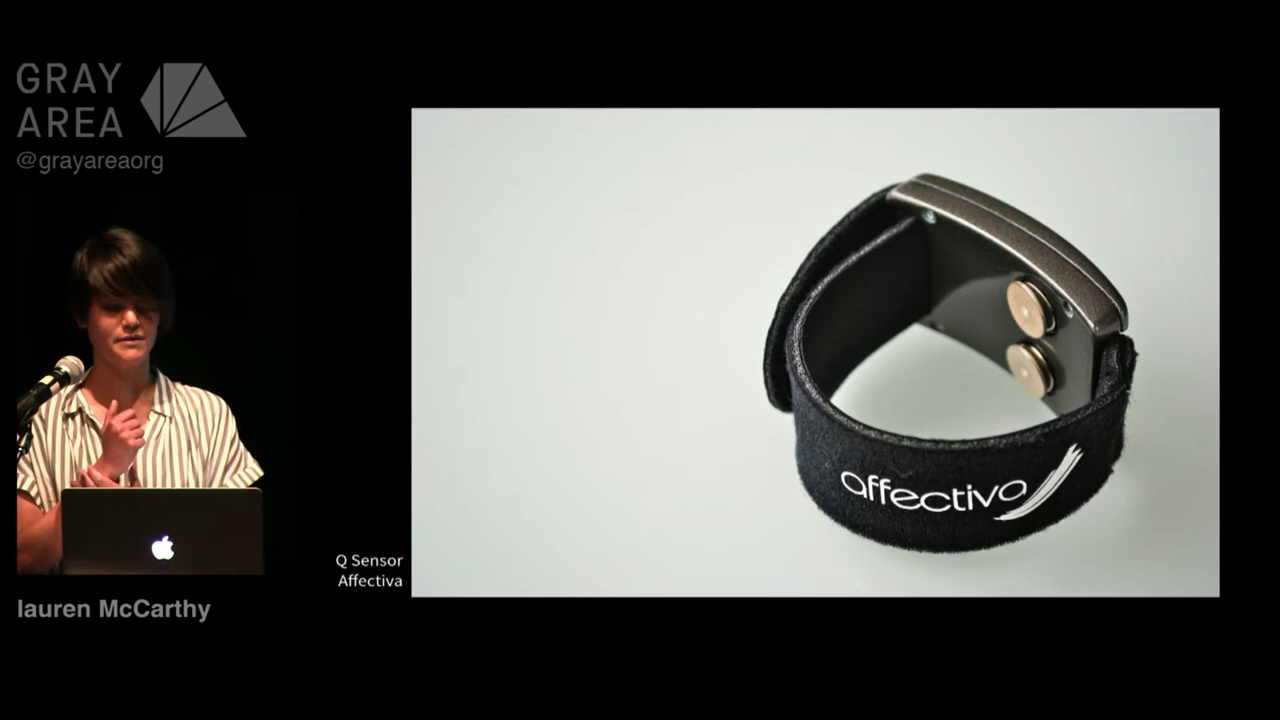 GRAY
AREA
@grayareaorg
Q Sensor
Affectiva
affectiva
lauren McCarthy